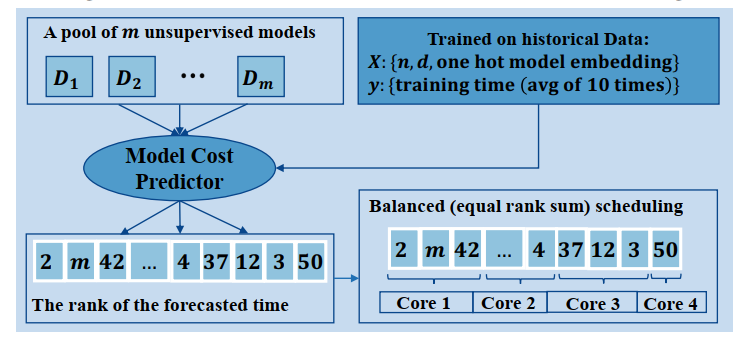 A pool of m unsupervised models
D1 D2 ... Dm
Trained on historical Data:
X: {n, d, one hot model embedding}
y: {training time (avg of 10 times)}
Model Cost
Predictor
2 m 42 ... 4 37 12 3 50
The rank of the forecasted time
Balanced (equal rank sum) scheduling
2 m 42 ... 4 37 12 3 50
Core 1 Core 2 Core 3 Core 4